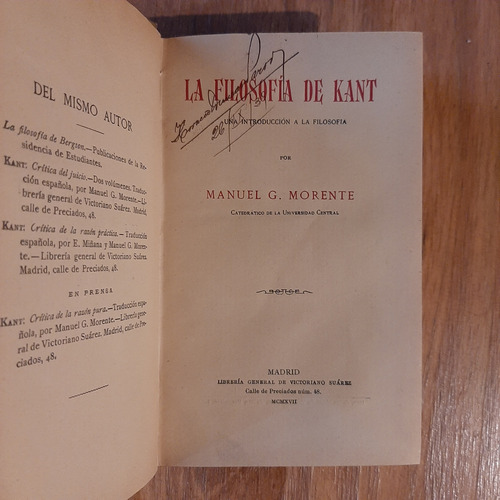 DEL MISMO AUTOR
La filosofía de Bergson.—Publicaciones de la Re-
sidencia de Estudiantes.
KANT: Crítica del juicio.—Dos volúmenes. Traduc-
ción española, por Manuel G. Morente.—Li-
brería general de Victoriano Suárez. Madrid,
calle de Preciados, 48.
KANT: Crítica de la razón práctica.—Traducción
española, por E. Miñana y Manuel G. Moren-
te.—Librería general de Victoriano Suárez
Madrid, calle de Preciados, 48.
EN PRENSA
KANT: Crítica de la razón pura.—Traducción espa-
ñola, por Manuel G. Morente.—Librería gene-
ral de Victoriano Suárez. Madrid, calle de Pre-
ciados, 48.
LA FILOSOFÍA DE KANT
UNA INTRODUCCIÓN A LA FILOSOFIA
POR
MANUEL G. MORENTE
CATEDRÁTICO DE LA UNIVERSIDAD CENTRAL
MADRID
LIBRERÍA GENERAL DE VICTORIANO SUÁREZ
Calle de Preciados núm. 48.
MCMXVII